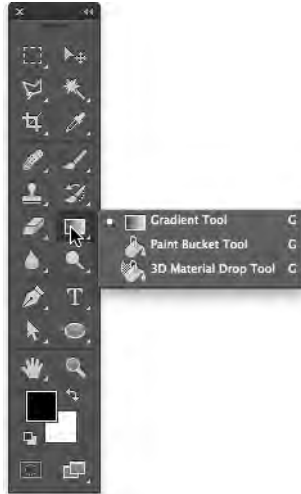 Gradient Tool G
Paint Bucket Tool G
3D Material Drop Tool G